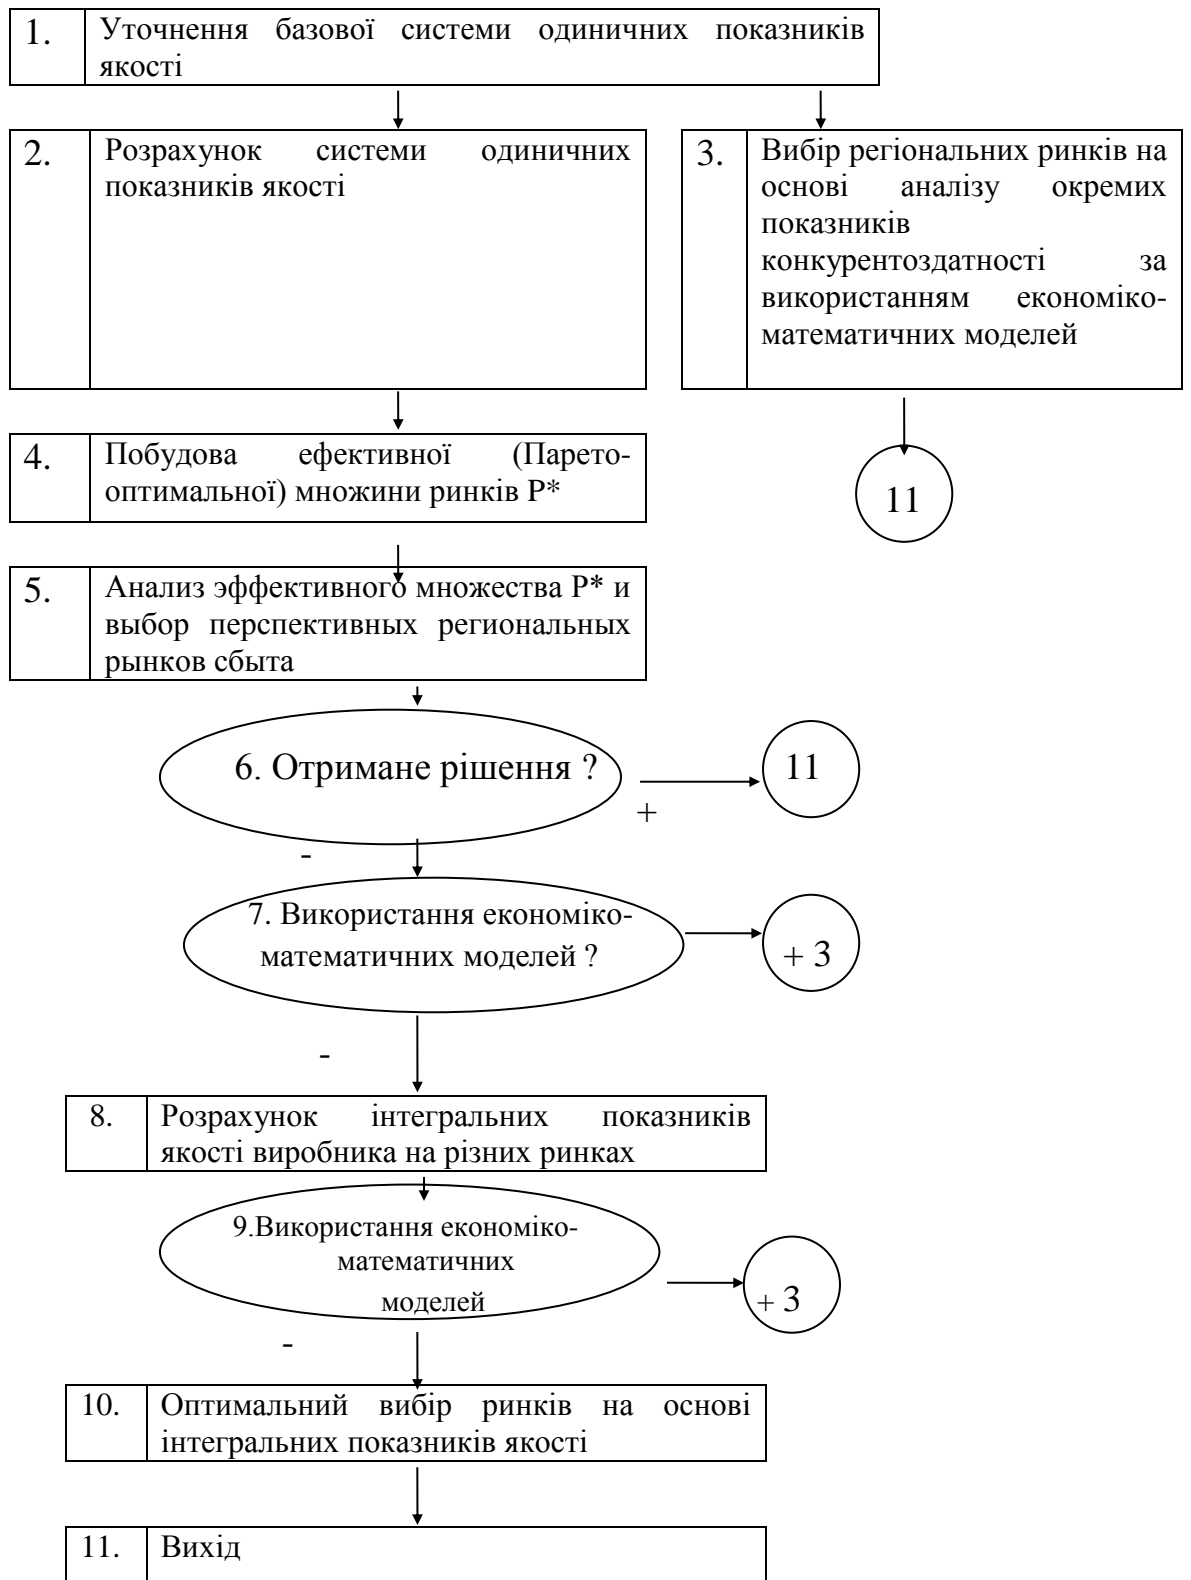 1. Уточнення базової системи одиничних показників
якості
2. Розрахунок системи одиничних
показників якості
3. Вибір регіональних ринків на
основі аналізу окремих
показників
конкурентоздатності за
використанням економіко-
математичних моделей
4. Побудова ефективної (Парето-
оптимальної) множини ринків P*
11
5. Анализ эффективного множества P* и
выбор перспективных региональных
рынков сбыта
6. Отримане рішення ?
11
+
-
7. Використання економіко-
математичних моделей ?
+ 3
-
8. Розрахунок інтегральних показників
якості виробника на різних ринках
9.Використання економіко-
математичних
моделей
+ 3
-
10. Оптимальний вибір ринків на основі
інтегральних показників якості
11. Вихід